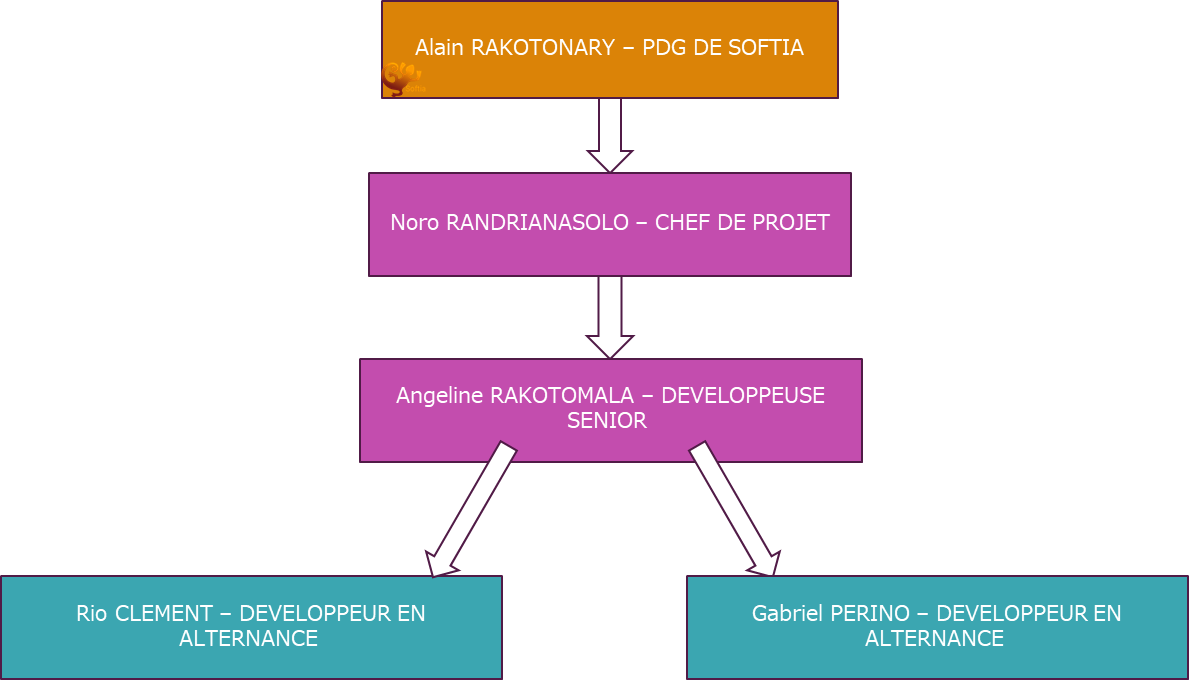 Alain RAKOTONARY – PDG DE SOFTIA
Noro RANDRIANASOLO – CHEF DE PROJET
Angeline RAKOTOMALA – DEVELOPPEUSE
SENIOR
Rio CLEMENT – DEVELOPPEUR EN
ALTERNANCE
Gabriel PERINO – DEVELOPPEUR EN
ALTERNANCE